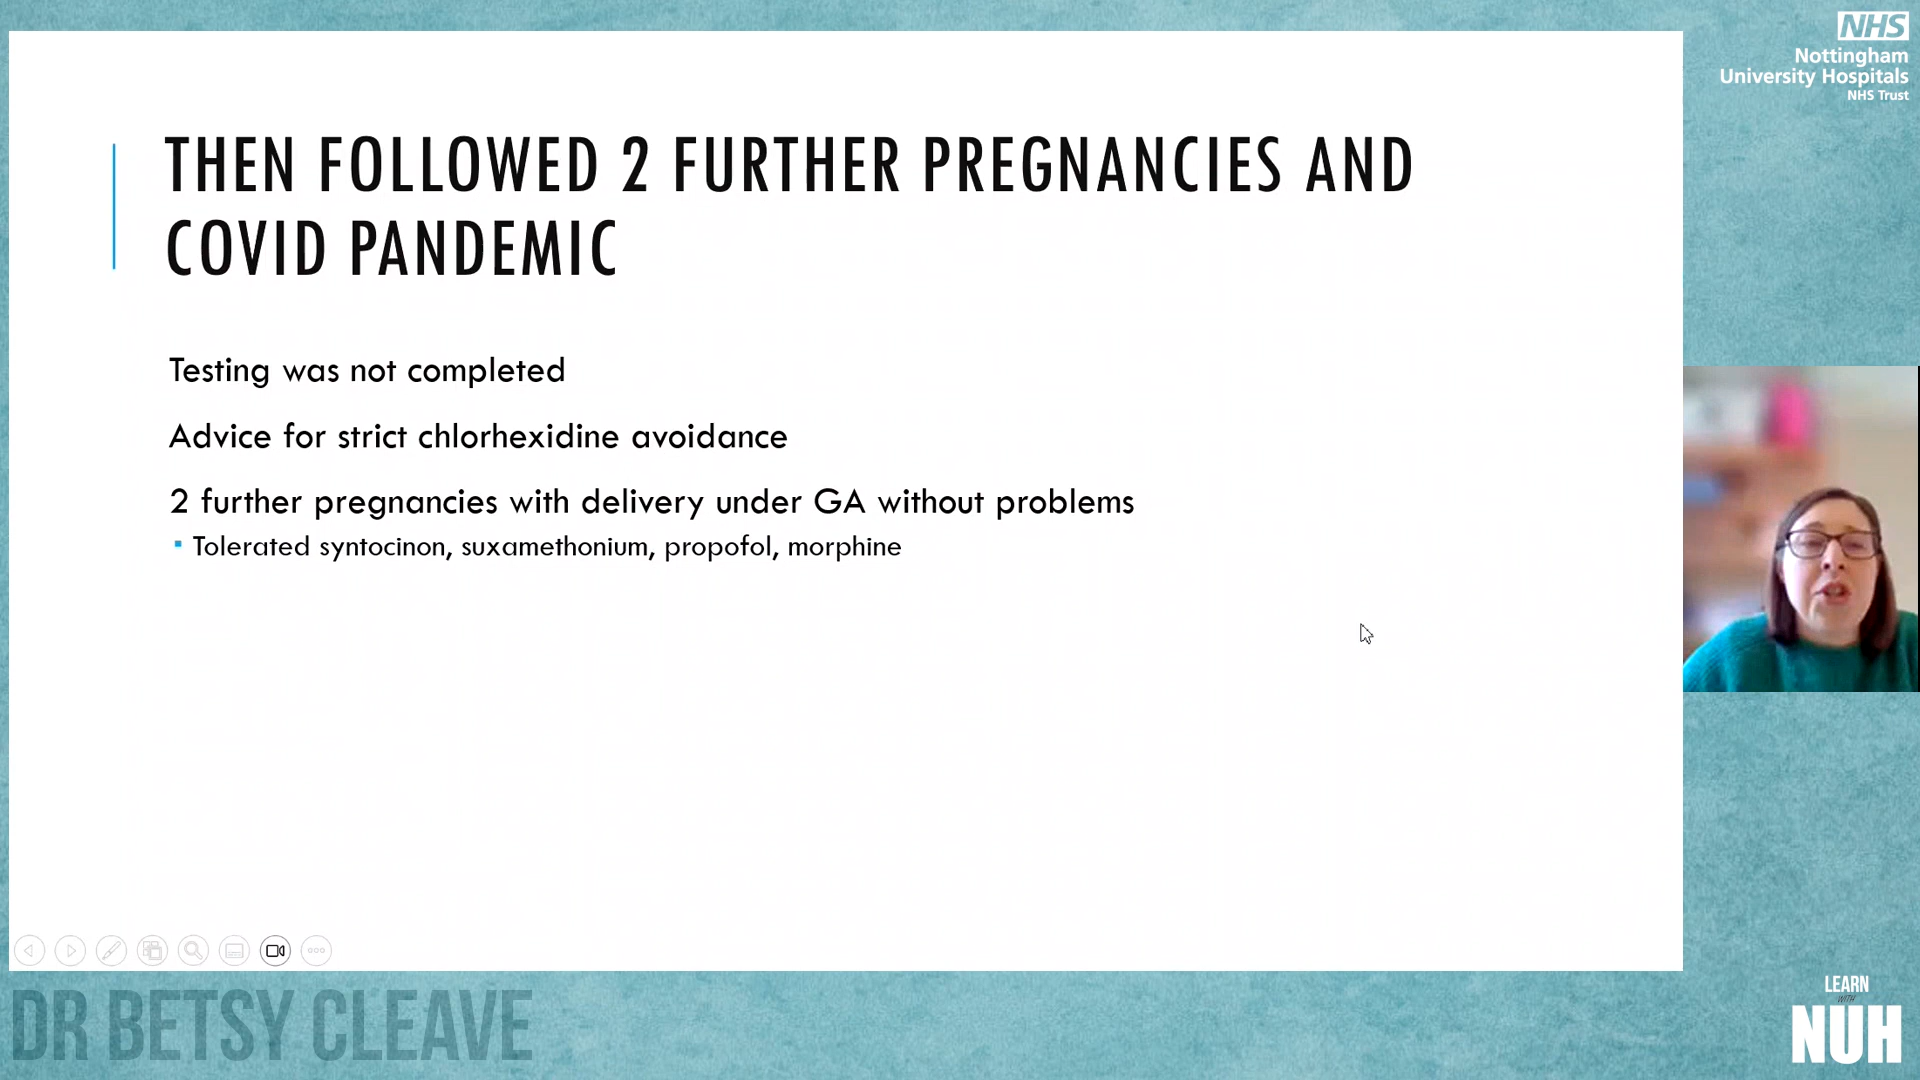 NHS
Nottingham
University Hospitals
NHS Trust
THEN FOLLOWED 2 FURTHER PREGNANCIES AND
COVID PANDEMIC
Testing was not completed
Advice for strict chlorhexidine avoidance
2 further pregnancies with delivery under GA without problems
Tolerated syntocinon, suxamethonium, propofol, morphine
DR BETSY CLEAVE
LEARN
WITH
NUH